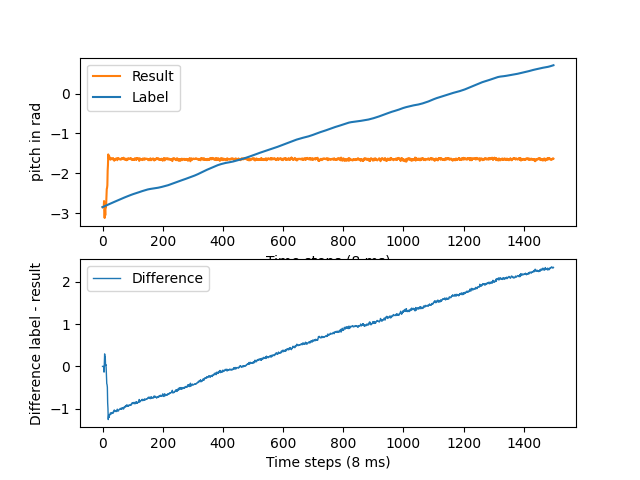 pitch in rad
Result
Label
0
−1
−2
−3
0 200 400 600 800 1000 1200 1400
Time steps (8 ms)
Difference label - result
Difference
2
1
0
−1
0 200 400 600 800 1000 1200 1400
Time steps (8 ms)